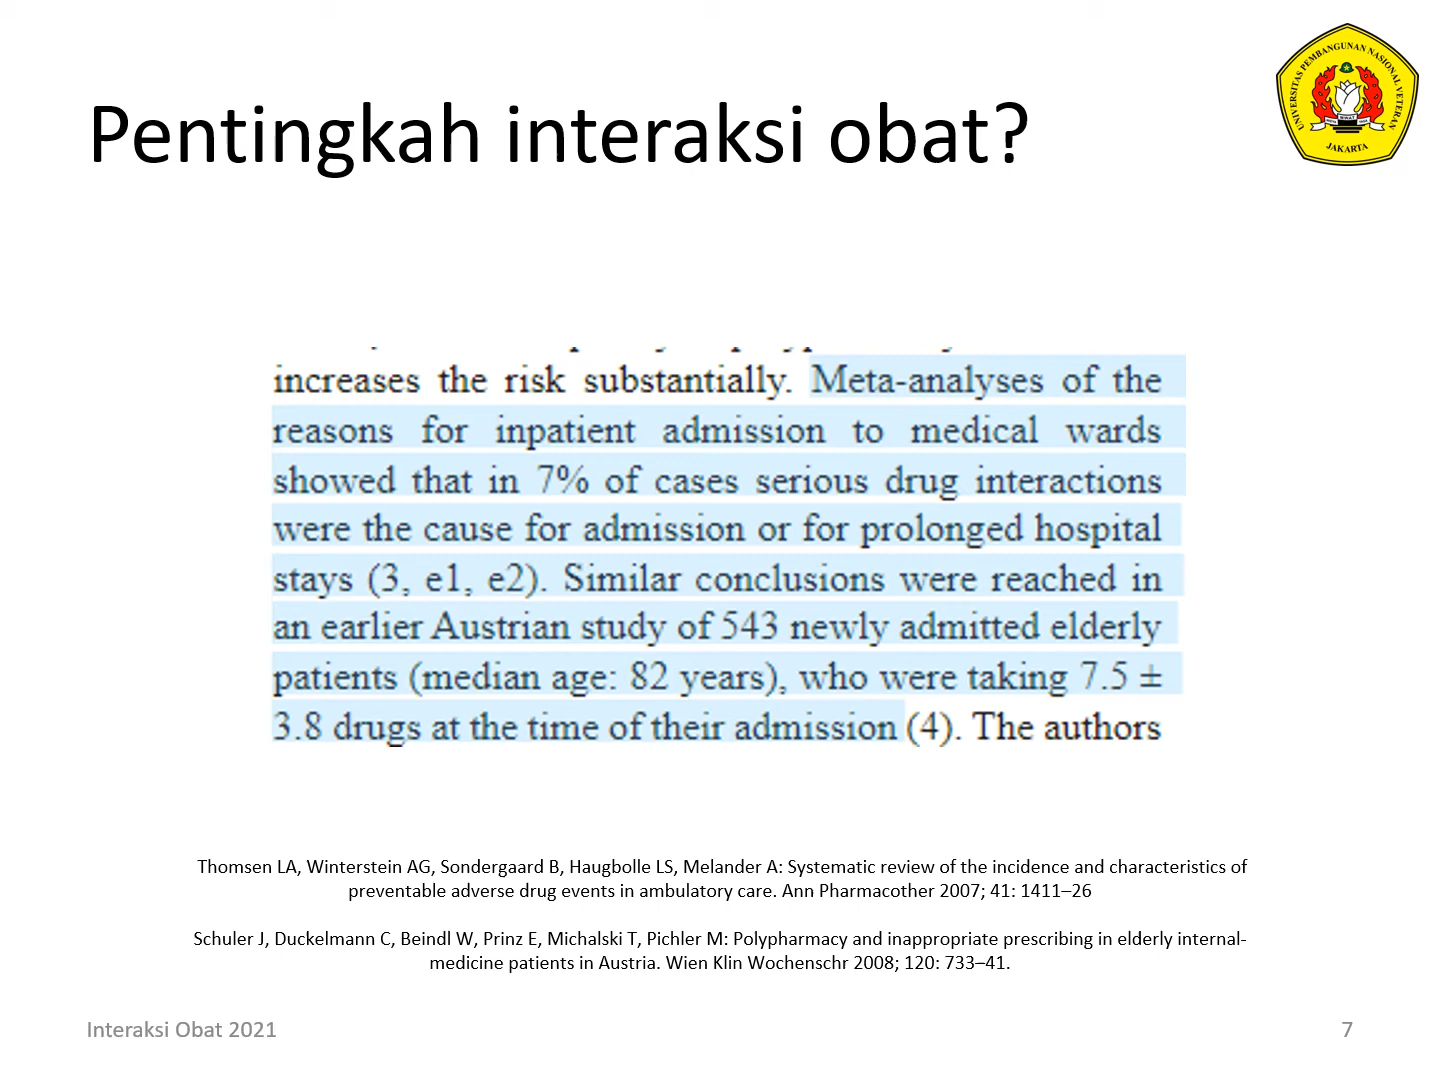 Pentingkah interaksi obat?
UNIVERSITAS PEMBANGUNAN NASIONAL VETERAN
JAKARTA
increases the risk substantially. Meta-analyses of the
reasons for inpatient admission to medical wards
showed that in 7% of cases serious drug interactions
were the cause for admission or for prolonged hospital
stays (3, e1, e2). Similar conclusions were reached in
an earlier Austrian study of 543 newly admitted elderly
patients (median age: 82 years), who were taking 7.5 ±
3.8 drugs at the time of their admission (4). The authors
Thomsen LA, Winterstein AG, Sondergaard B, Haugbolle LS, Melander A: Systematic review of the incidence and characteristics of
preventable adverse drug events in ambulatory care. Ann Pharmacother 2007; 41: 1411–26
Schuler J, Duckelmann C, Beindl W, Prinz E, Michalski T, Pichler M: Polypharmacy and inappropriate prescribing in elderly internal-
medicine patients in Austria. Wien Klin Wochenschr 2008; 120: 733–41.
Interaksi Obat 2021
7